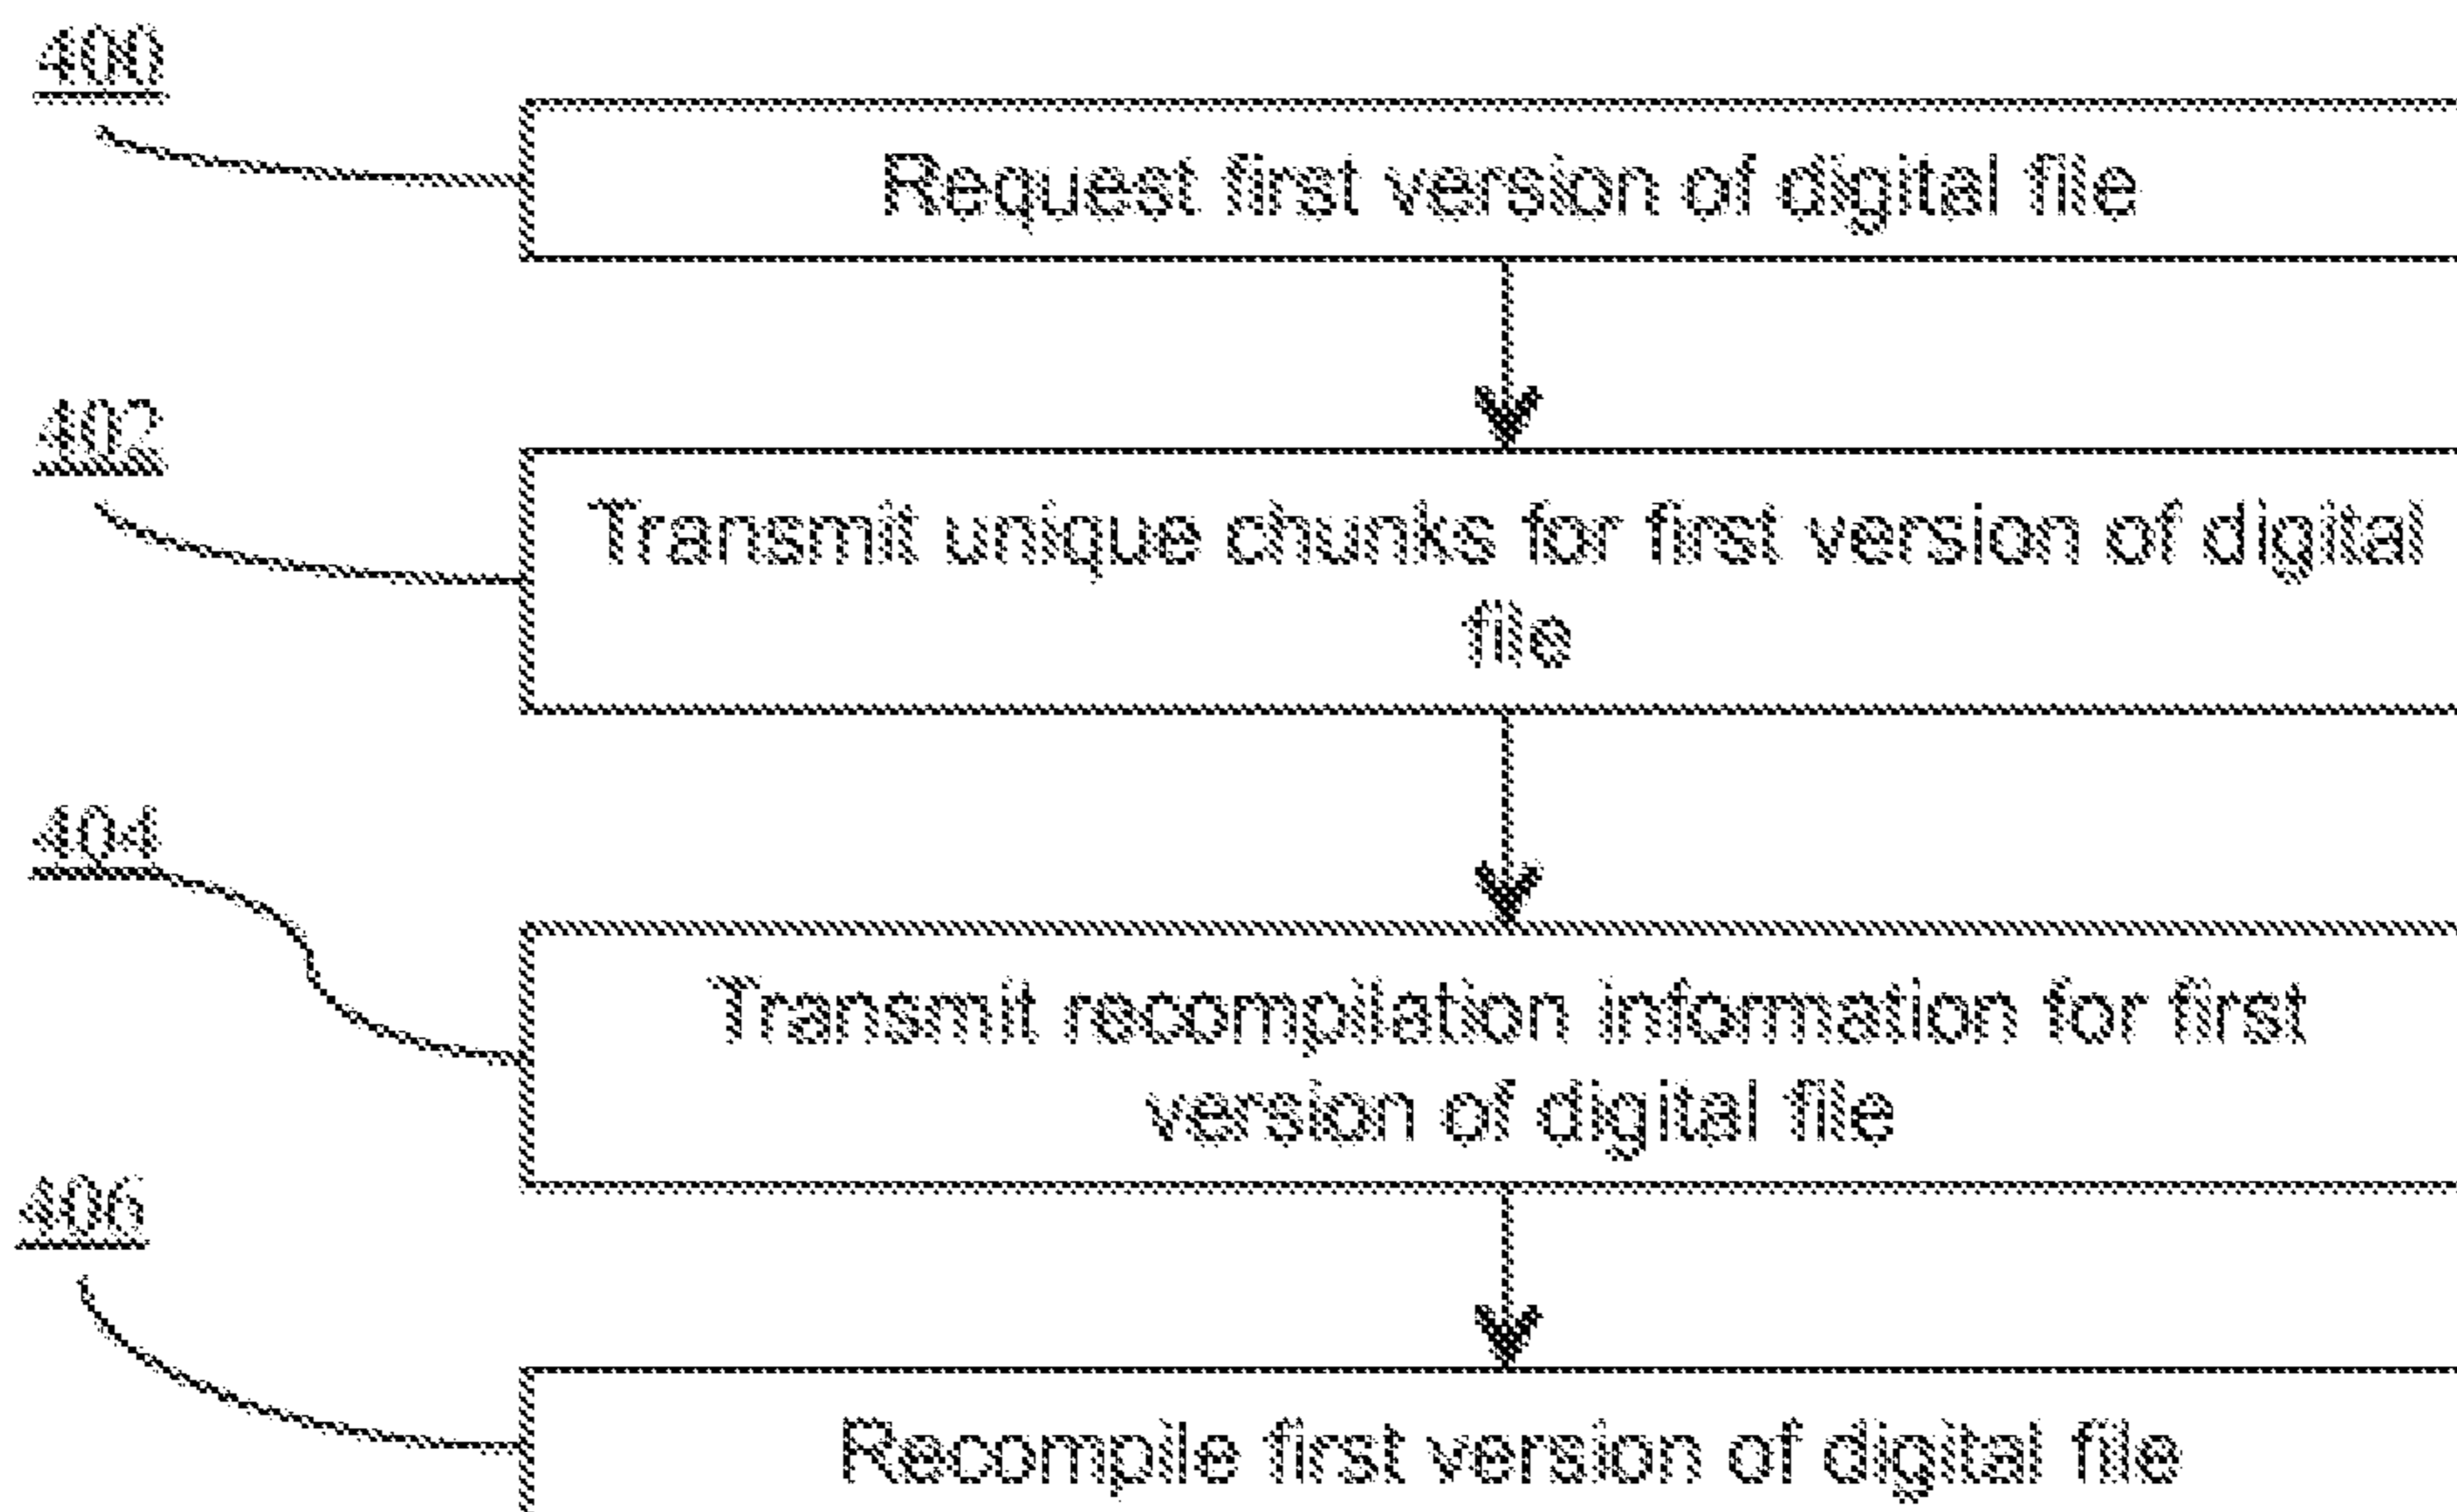 400
Request first version of digital file
402
Transmit unique chunks for first version of digital
file
404
Transmit recompilation information for first
version of digital file
406
Recompile first version of digital file